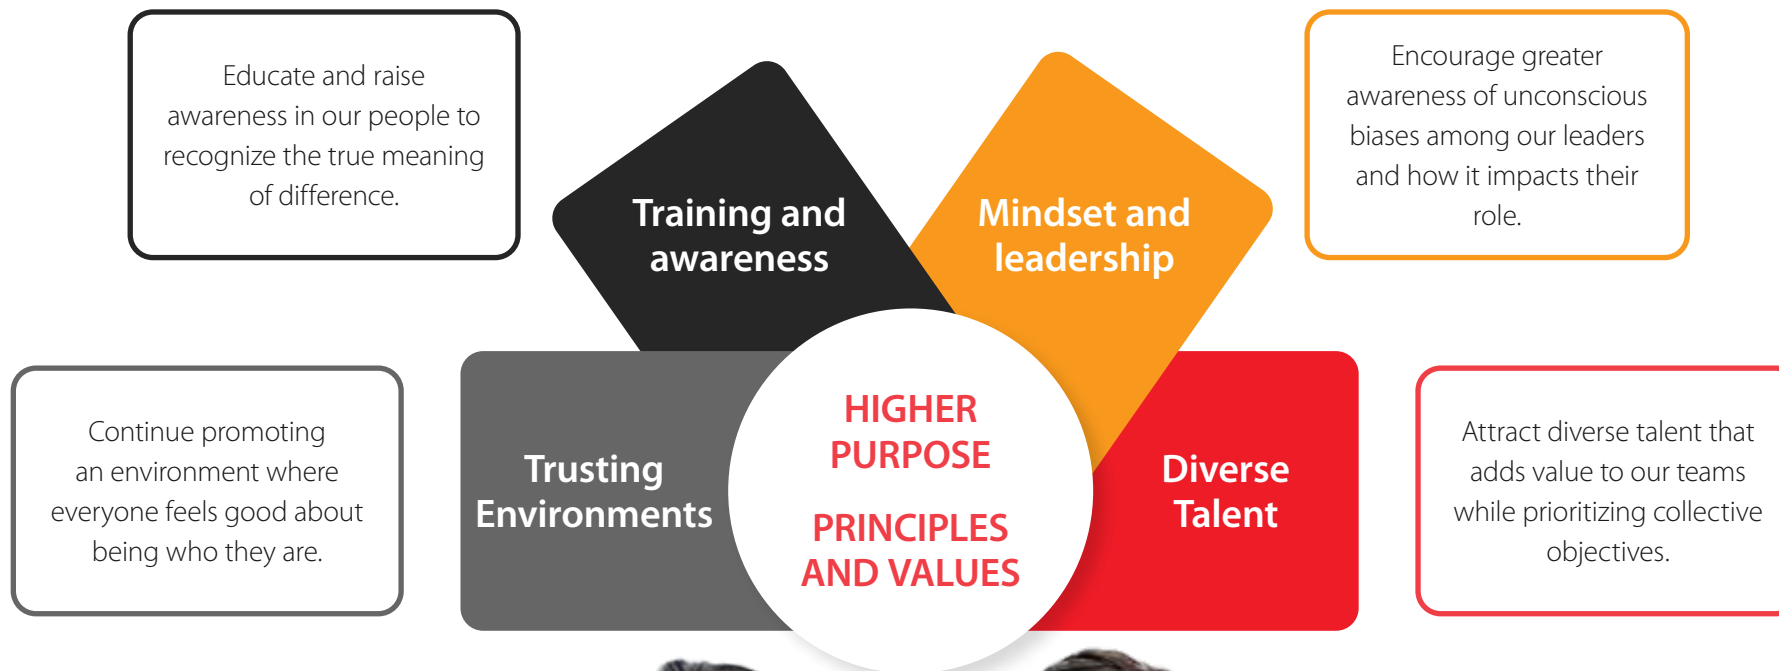 Educate and raise
awareness in our people to
recognize the true meaning
of difference.
Training and
awareness
Mindset and
leadership
Encourage greater
awareness of unconscious
biases among our leaders
and how it impacts their
role.
Continue promoting
an environment where
everyone feels good about
being who they are.
Trusting
Environments
HIGHER
PURPOSE
PRINCIPLES
AND VALUES
Diverse
Talent
Attract diverse talent that
adds value to our teams
while prioritizing collective
objectives.